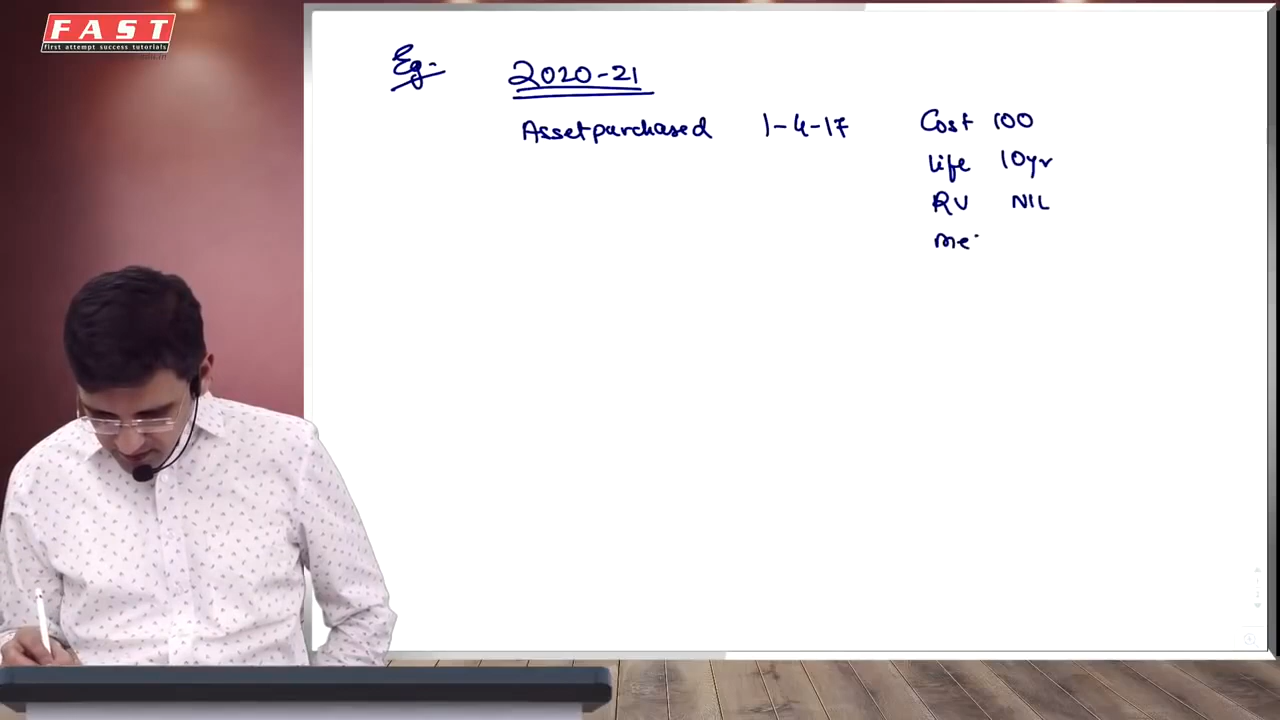 FAST
first attempt success tutorials
Eg.
2020-21
Asset purchased 1-4-17 Cost 100
life 10yr
RV NIL
me